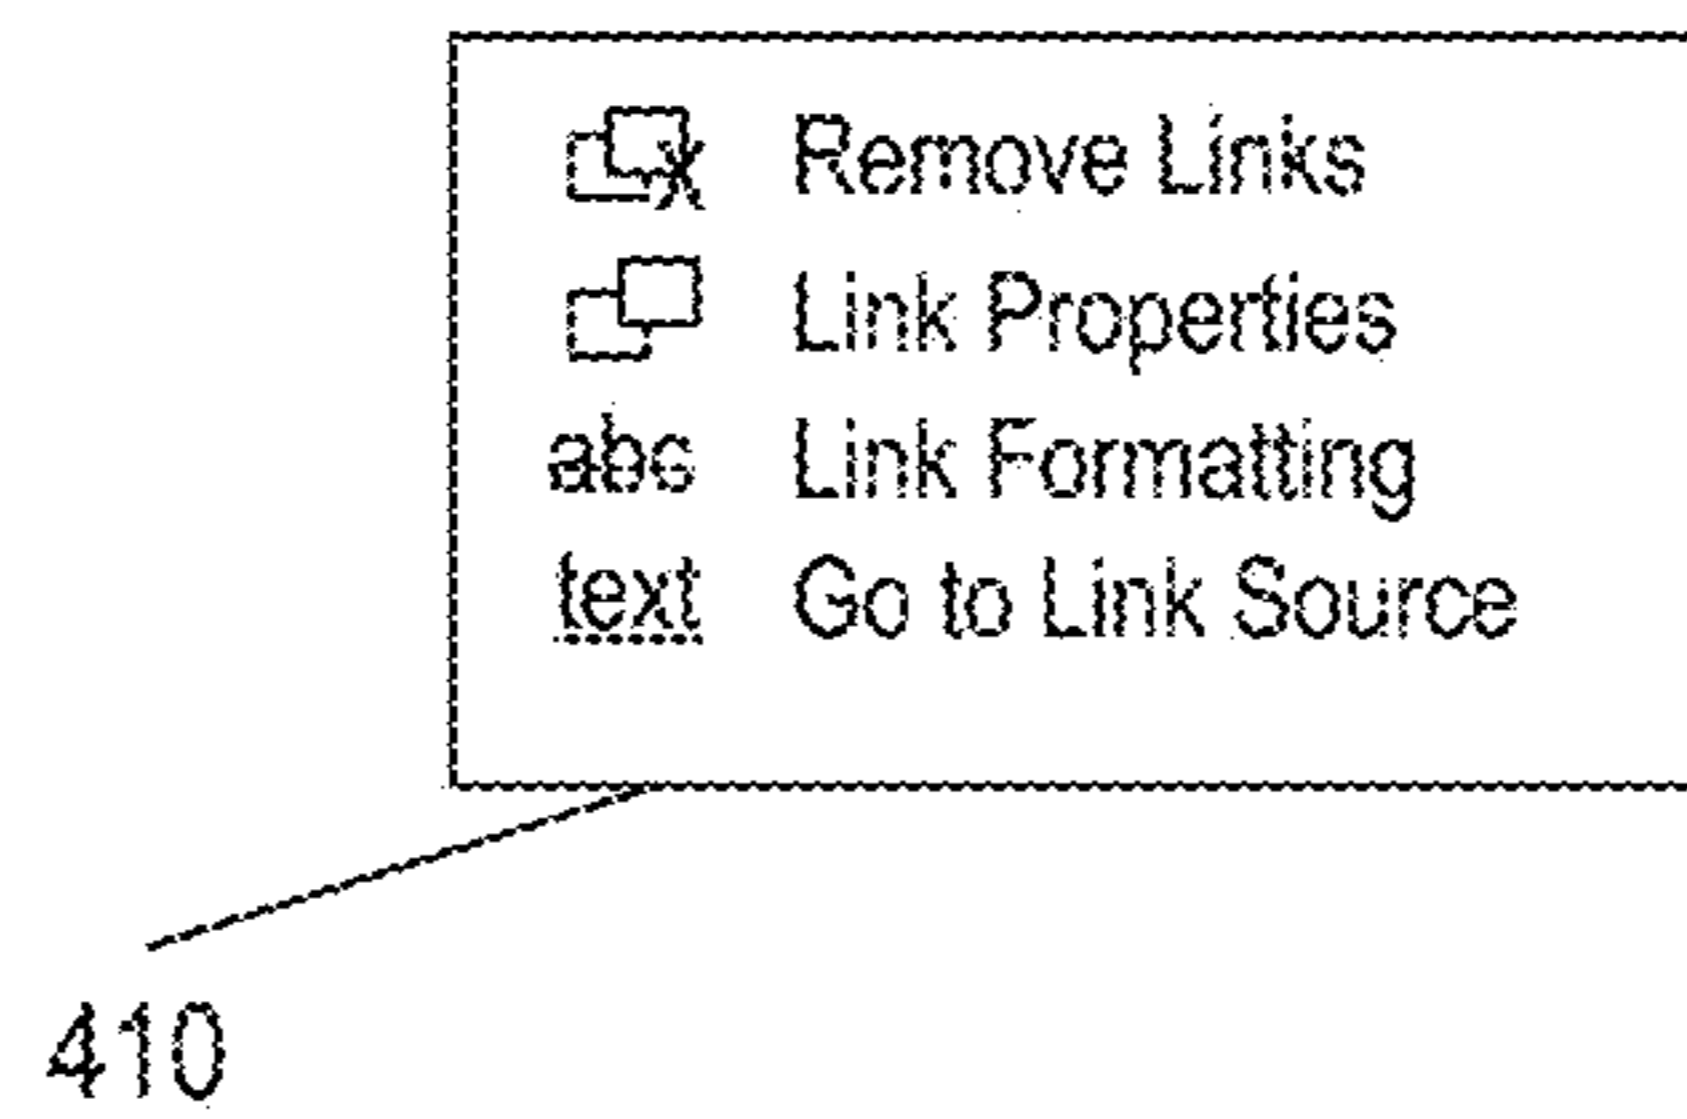 Remove Links
Link Properties
abc Link Formatting
text Go to Link Source
410